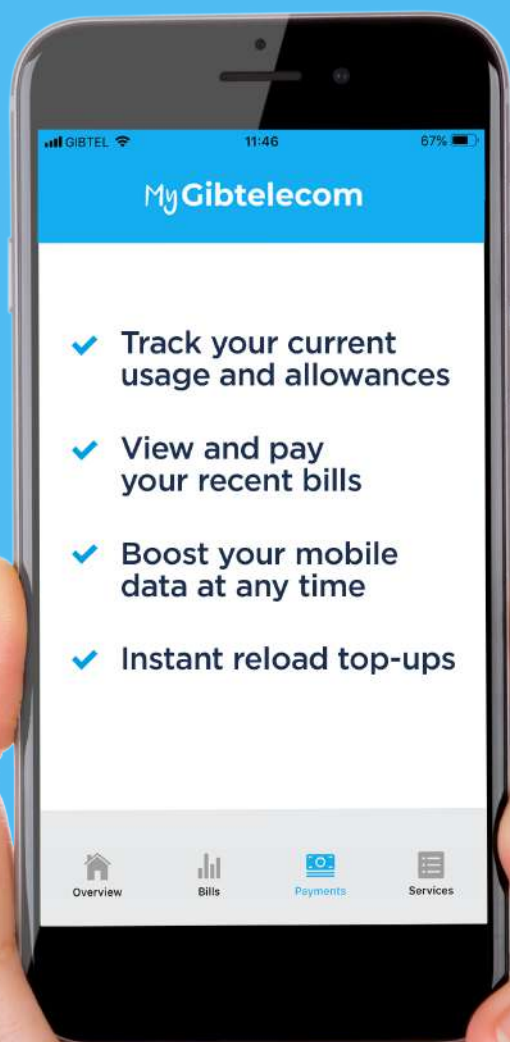 GIBTEL 11:46 67%
MyGibtelecom
Track your current
usage and allowances
View and pay
your recent bills
Boost your mobile
data at any time
Instant reload top-ups
Overview Bills Payments Services